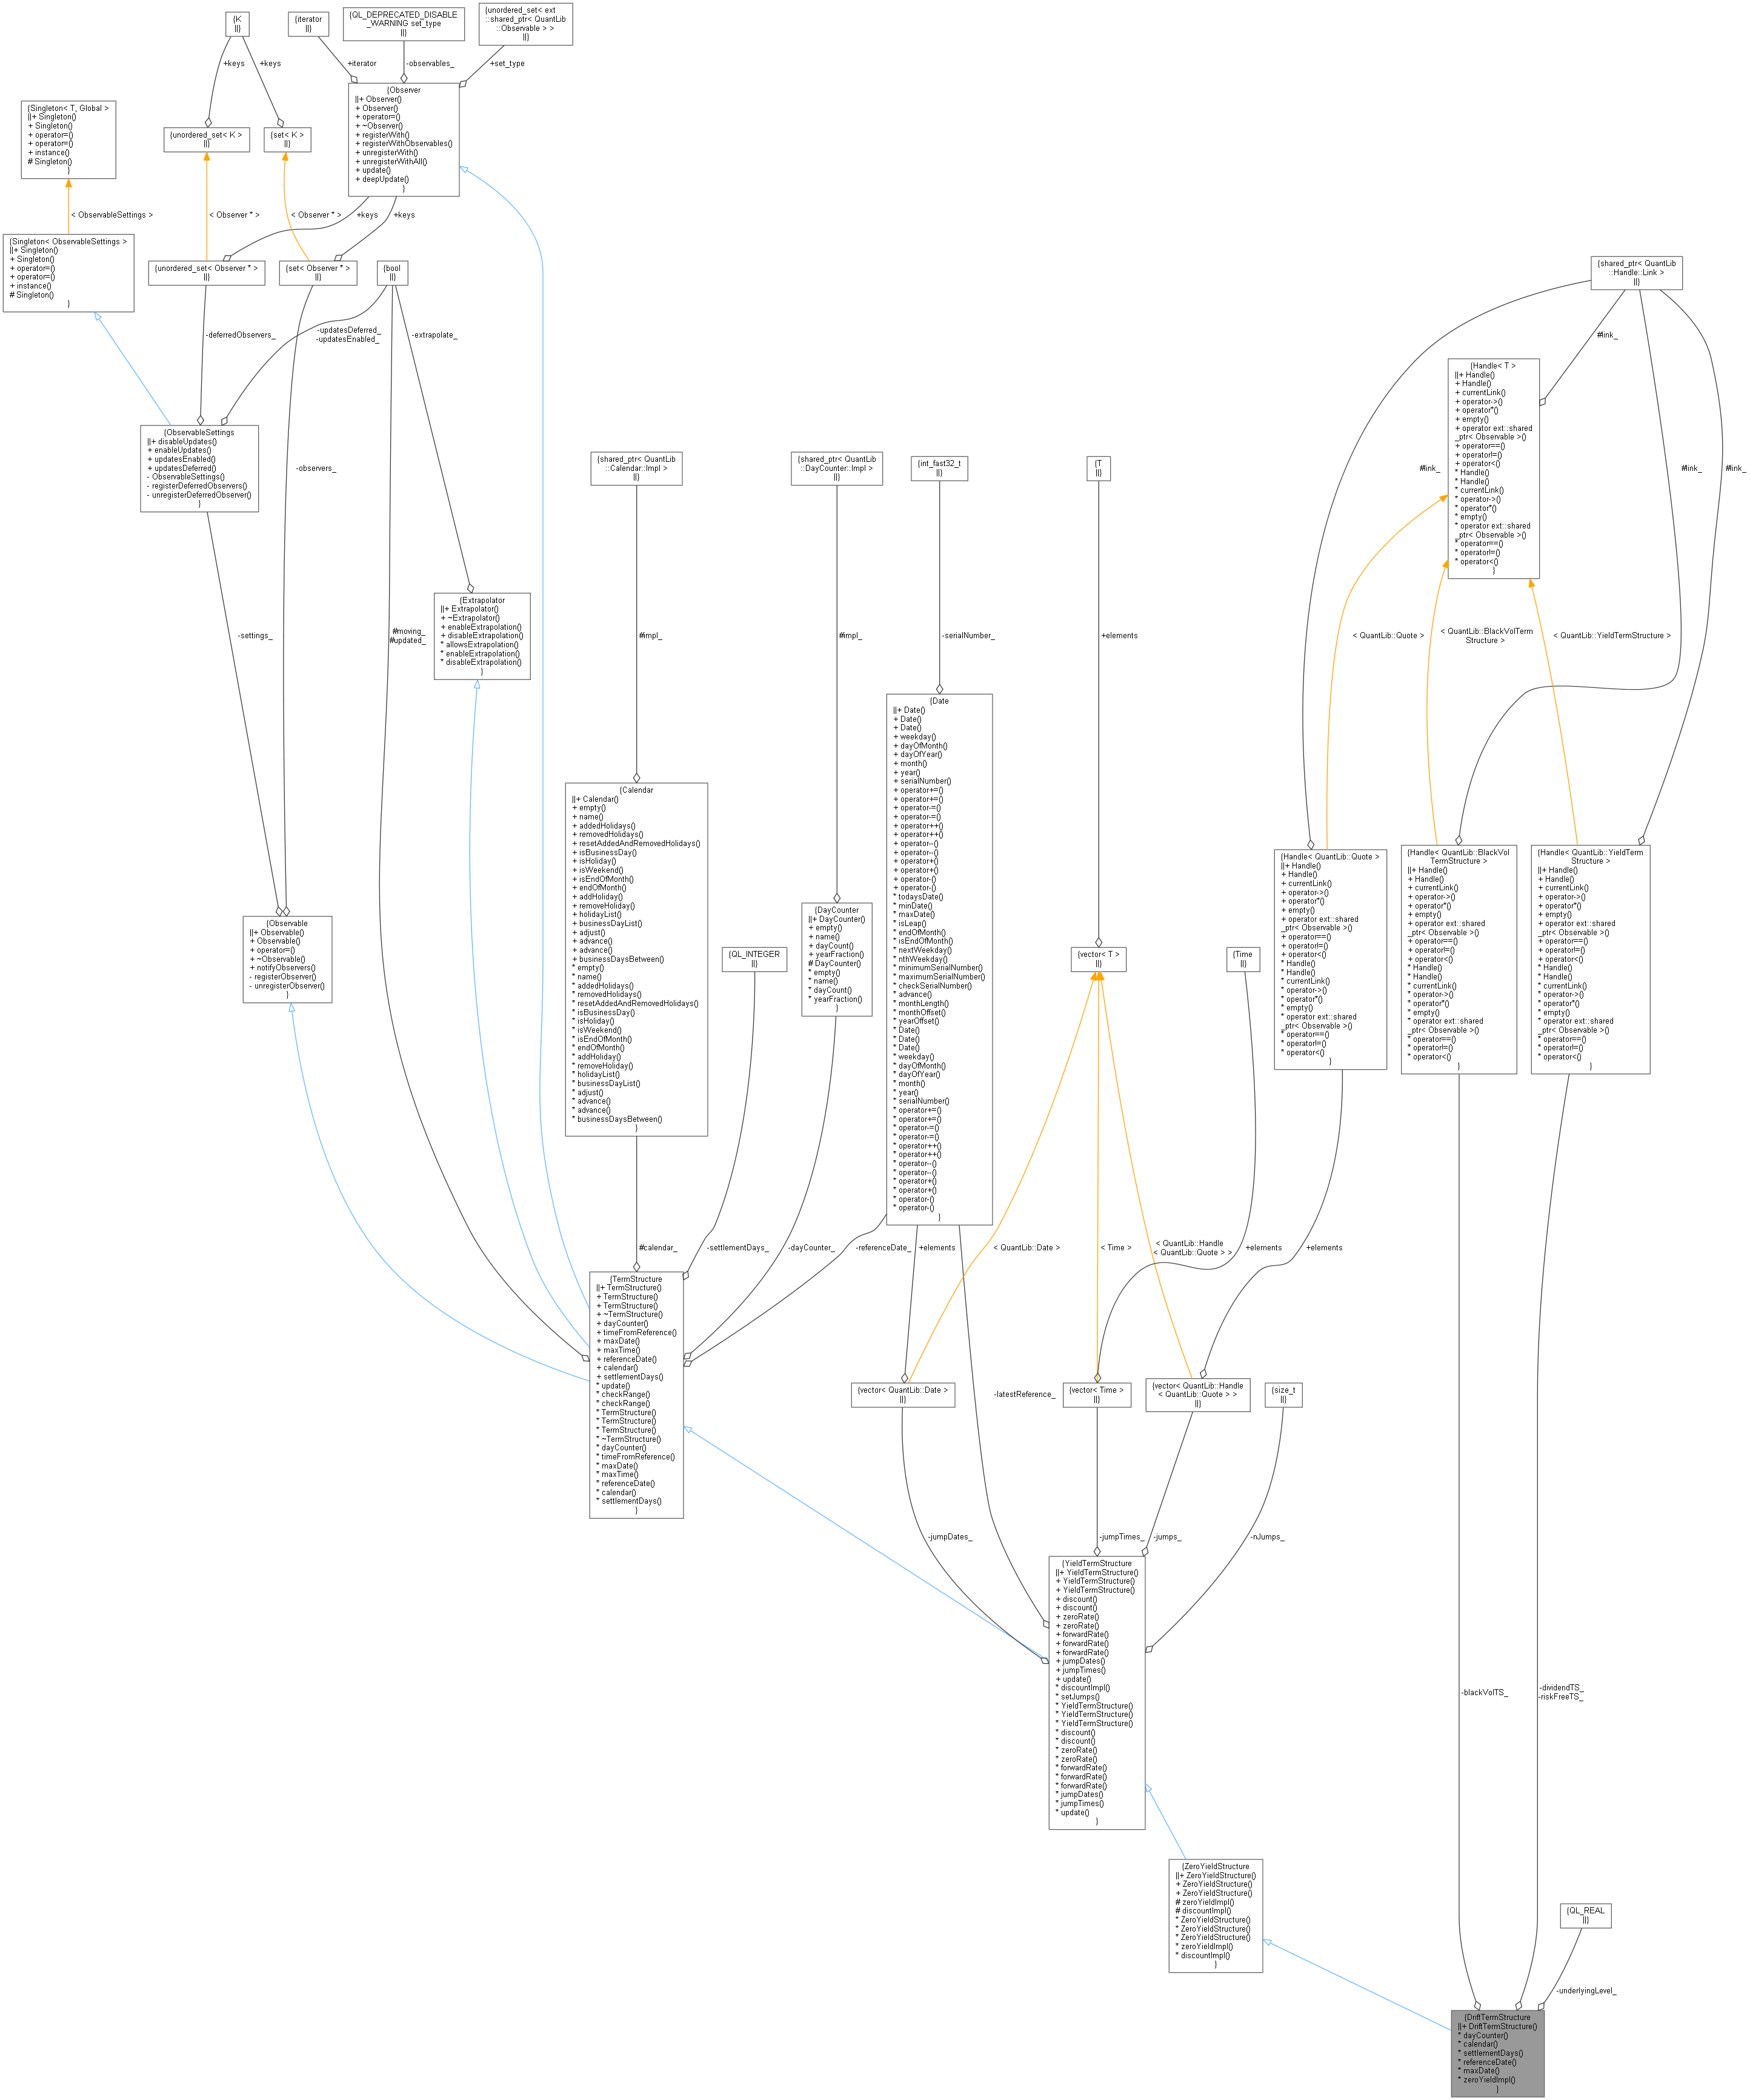 {K
||}
{iterator
||}
{QL_DEPRECATED_DISABLE
_WARNING set_type
||}
{unordered_set< ext
::shared_ptr< QuantLib
::Observable > >
||}
+keys
+keys
+iterator
-observables_
+set_type
{Singleton< T, Global >
||+ Singleton()
+ Singleton()
+ operator=()
+ operator=()
+ instance()
# Singleton()
}
{unordered_set< K >
||}
{set< K >
||}
{Observer
||+ Observer()
+ Observer()
+ operator=()
+ ~Observer()
+ registerWith()
+ registerWithObservables()
+ unregisterWith()
+ unregisterWithAll()
+ update()
+ deepUpdate()
}
< ObservableSettings >
< Observer * >
< Observer * >
+keys
+keys
{Singleton< ObservableSettings >
||+ Singleton()
+ Singleton()
+ operator=()
+ operator=()
+ instance()
# Singleton()
}
{unordered_set< Observer * >
||}
{set< Observer * >
||}
{bool
||}
{shared_ptr< QuantLib
::Handle::Link >
||}
-deferredObservers_
-updatesDeferred_
-updatesEnabled_
-extrapolate_
#link_
{Handle< T >
||+ Handle()
+ Handle()
+ currentLink()
+ operator->()
+ operator*()
+ empty()
+ operator ext::shared
_ptr< Observable >()
+ operator==()
+ operator!=()
+ operator<()
* Handle()
* Handle()
* currentLink()
* operator->()
* operator*()
* empty()
* operator ext::shared
_ptr< Observable >()
* operator==()
* operator!=()
* operator<()
}
{ObservableSettings
||+ disableUpdates()
+ enableUpdates()
+ updatesEnabled()
+ updatesDeferred()
- ObservableSettings()
- registerDeferredObservers()
- unregisterDeferredObserver()
}
-observers_
{shared_ptr< QuantLib
::Calendar::Impl >
||}
{shared_ptr< QuantLib
::DayCounter::Impl >
||}
{int_fast32_t
||}
{T
||}
#link_
#link_
#link_
-settings_
#moving_
#updated_
{Extrapolator
||+ Extrapolator()
+ ~Extrapolator()
+ enableExtrapolation()
+ disableExtrapolation()
* allowsExtrapolation()
* enableExtrapolation()
* disableExtrapolation()
}
#impl_
#impl_
-serialNumber_
+elements
< QuantLib::Quote >
< QuantLib::BlackVolTerm
Structure >
< QuantLib::YieldTermStructure >
{Calendar
||+ Calendar()
+ empty()
+ name()
+ addedHolidays()
+ removedHolidays()
+ resetAddedAndRemovedHolidays()
+ isBusinessDay()
+ isHoliday()
+ isWeekend()
+ isEndOfMonth()
+ endOfMonth()
+ addHoliday()
+ removeHoliday()
+ holidayList()
+ businessDayList()
+ adjust()
+ advance()
+ advance()
+ businessDaysBetween()
* empty()
* name()
* addedHolidays()
* removedHolidays()
* resetAddedAndRemovedHolidays()
* isBusinessDay()
* isHoliday()
* isWeekend()
* isEndOfMonth()
* endOfMonth()
* addHoliday()
* removeHoliday()
* holidayList()
* businessDayList()
* adjust()
* advance()
* advance()
* businessDaysBetween()
}
{Date
||+ Date()
+ Date()
+ Date()
+ weekday()
+ dayOfMonth()
+ dayOfYear()
+ month()
+ year()
+ serialNumber()
+ operator+=()
+ operator+=()
+ operator-=()
+ operator-=()
+ operator++()
+ operator++()
+ operator--()
+ operator--()
+ operator+()
+ operator+()
+ operator-()
+ operator-()
* todaysDate()
* minDate()
* maxDate()
* isLeap()
* endOfMonth()
* isEndOfMonth()
* nextWeekday()
* nthWeekday()
* minimumSerialNumber()
* maximumSerialNumber()
* checkSerialNumber()
* advance()
* monthLength()
* monthOffset()
* yearOffset()
* Date()
* Date()
* Date()
* weekday()
* dayOfMonth()
* dayOfYear()
* month()
* year()
* serialNumber()
* operator+=()
* operator+=()
* operator-=()
* operator-=()
* operator++()
* operator++()
* operator--()
* operator--()
* operator+()
* operator+()
* operator-()
* operator-()
}
{Observable
||+ Observable()
+ Observable()
+ operator=()
+ ~Observable()
+ notifyObservers()
- registerObserver()
- unregisterObserver()
}
{QL_INTEGER
||}
{DayCounter
||+ DayCounter()
+ empty()
+ name()
+ dayCount()
+ yearFraction()
# DayCounter()
* empty()
* name()
* dayCount()
* yearFraction()
}
{vector< T >
||}
{Time
||}
{Handle< QuantLib::Quote >
||+ Handle()
+ Handle()
+ currentLink()
+ operator->()
+ operator*()
+ empty()
+ operator ext::shared
_ptr< Observable >()
+ operator==()
+ operator!=()
+ operator<()
* Handle()
* Handle()
* currentLink()
* operator->()
* operator*()
* empty()
* operator ext::shared
_ptr< Observable >()
* operator==()
* operator!=()
* operator<()
}
{Handle< QuantLib::BlackVol
TermStructure >
||+ Handle()
+ Handle()
+ currentLink()
+ operator->()
+ operator*()
+ empty()
+ operator ext::shared
_ptr< Observable >()
+ operator==()
+ operator!=()
+ operator<()
* Handle()
* Handle()
* currentLink()
* operator->()
* operator*()
* empty()
* operator ext::shared
_ptr< Observable >()
* operator==()
* operator!=()
* operator<()
}
{Handle< QuantLib::YieldTerm
Structure >
||+ Handle()
+ Handle()
+ currentLink()
+ operator->()
+ operator*()
+ empty()
+ operator ext::shared
_ptr< Observable >()
+ operator==()
+ operator!=()
+ operator<()
* Handle()
* Handle()
* currentLink()
* operator->()
* operator*()
* empty()
* operator ext::shared
_ptr< Observable >()
* operator==()
* operator!=()
* operator<()
}
#calendar_
-settlementDays_
-dayCounter_
-referenceDate_
+elements
< QuantLib::Date >
< Time >
< QuantLib::Handle
< QuantLib::Quote > >
+elements
+elements
{TermStructure
||+ TermStructure()
+ TermStructure()
+ TermStructure()
+ ~TermStructure()
+ dayCounter()
+ timeFromReference()
+ maxDate()
+ maxTime()
+ referenceDate()
+ calendar()
+ settlementDays()
* update()
* checkRange()
* checkRange()
* TermStructure()
* TermStructure()
* TermStructure()
* ~TermStructure()
* dayCounter()
* timeFromReference()
* maxDate()
* maxTime()
* referenceDate()
* calendar()
* settlementDays()
}
{vector< QuantLib::Date >
||}
-latestReference_
{vector< Time >
||}
{vector< QuantLib::Handle
< QuantLib::Quote > >
||}
{size_t
||}
-jumpDates_
-jumpTimes_
-jumps_
-nJumps_
{YieldTermStructure
||+ YieldTermStructure()
+ YieldTermStructure()
+ YieldTermStructure()
+ discount()
+ discount()
+ zeroRate()
+ zeroRate()
+ forwardRate()
+ forwardRate()
+ forwardRate()
+ jumpDates()
+ jumpTimes()
+ update()
* discountImpl()
* setJumps()
* YieldTermStructure()
* YieldTermStructure()
* YieldTermStructure()
* discount()
* discount()
* zeroRate()
* zeroRate()
* forwardRate()
* forwardRate()
* forwardRate()
* jumpDates()
* jumpTimes()
* update()
}
-blackVolTS_
-dividendTS_
-riskFreeTS_
{ZeroYieldStructure
||+ ZeroYieldStructure()
+ ZeroYieldStructure()
+ ZeroYieldStructure()
# zeroYieldImpl()
# discountImpl()
* ZeroYieldStructure()
* ZeroYieldStructure()
* ZeroYieldStructure()
* zeroYieldImpl()
* discountImpl()
}
{QL_REAL
||}
-underlyingLevel_
{DriftTermStructure
||+ DriftTermStructure()
* dayCounter()
* calendar()
* settlementDays()
* referenceDate()
* maxDate()
* zeroYieldImpl()
}